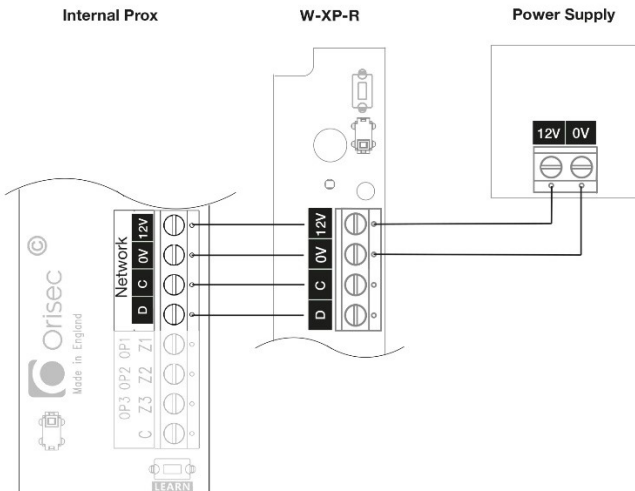 Internal Prox
W-XP-R
Power Supply
12V 0V
Network
12V
0V
C
D
12V
0V
C
D
©
orisec
Made in England
OP1 Z1
OP2 Z2
OP3 Z3
C
LEARN